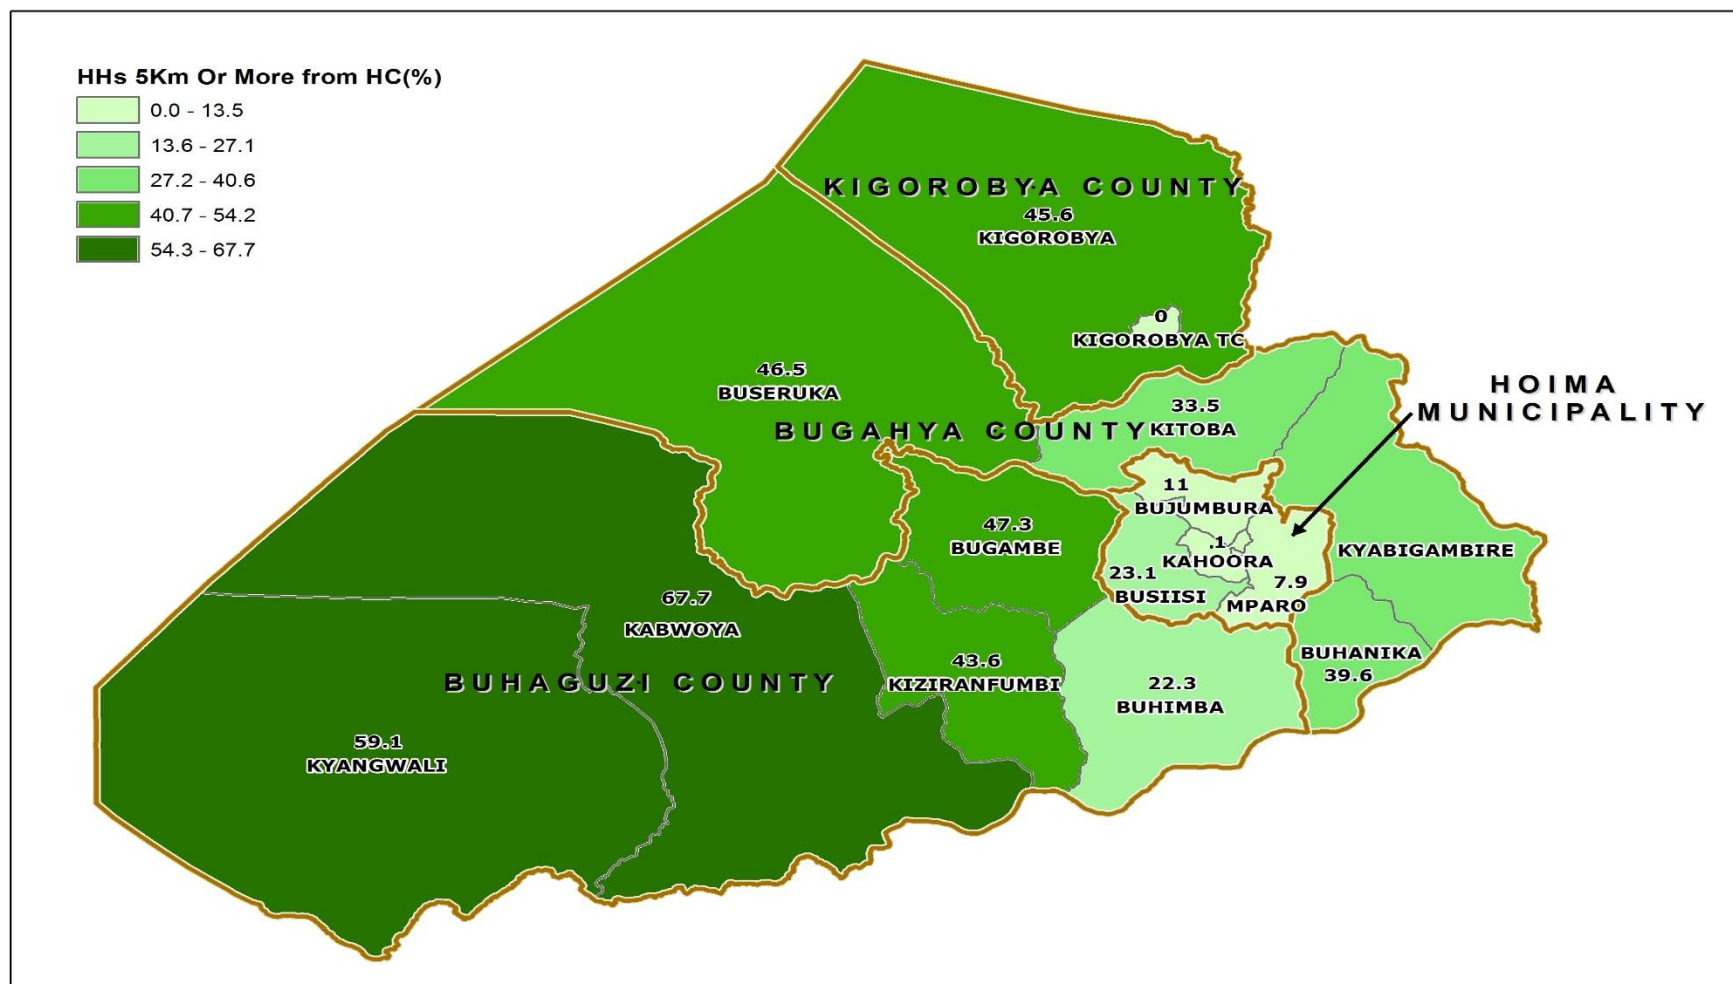 HHs 5Km Or More from HC(%)
0.0 - 13.5
13.6 - 27.1
27.2 - 40.6
40.7 - 54.2
54.3 - 67.7
KIGOROBYA COUNTY
45.6
KIGOROBYA
0
KIGOROBYA TC
46.5
BUSERUKA
BUGAHYA COUNTY
33.5
KITOBA
HOIMA
MUNICIPALITY
11
BUJUMBURA
47.3
BUGAMBE
.1
KAHOORA
KYABIGAMBIRE
23.1
BUSIISI
7.9
MPARO
67.7
KABWOYA
BUHAGUZI COUNTY
43.6
KIZIRANFUMBI
22.3
BUHIMBA
BUHANIKA
39.6
59.1
KYANGWALI